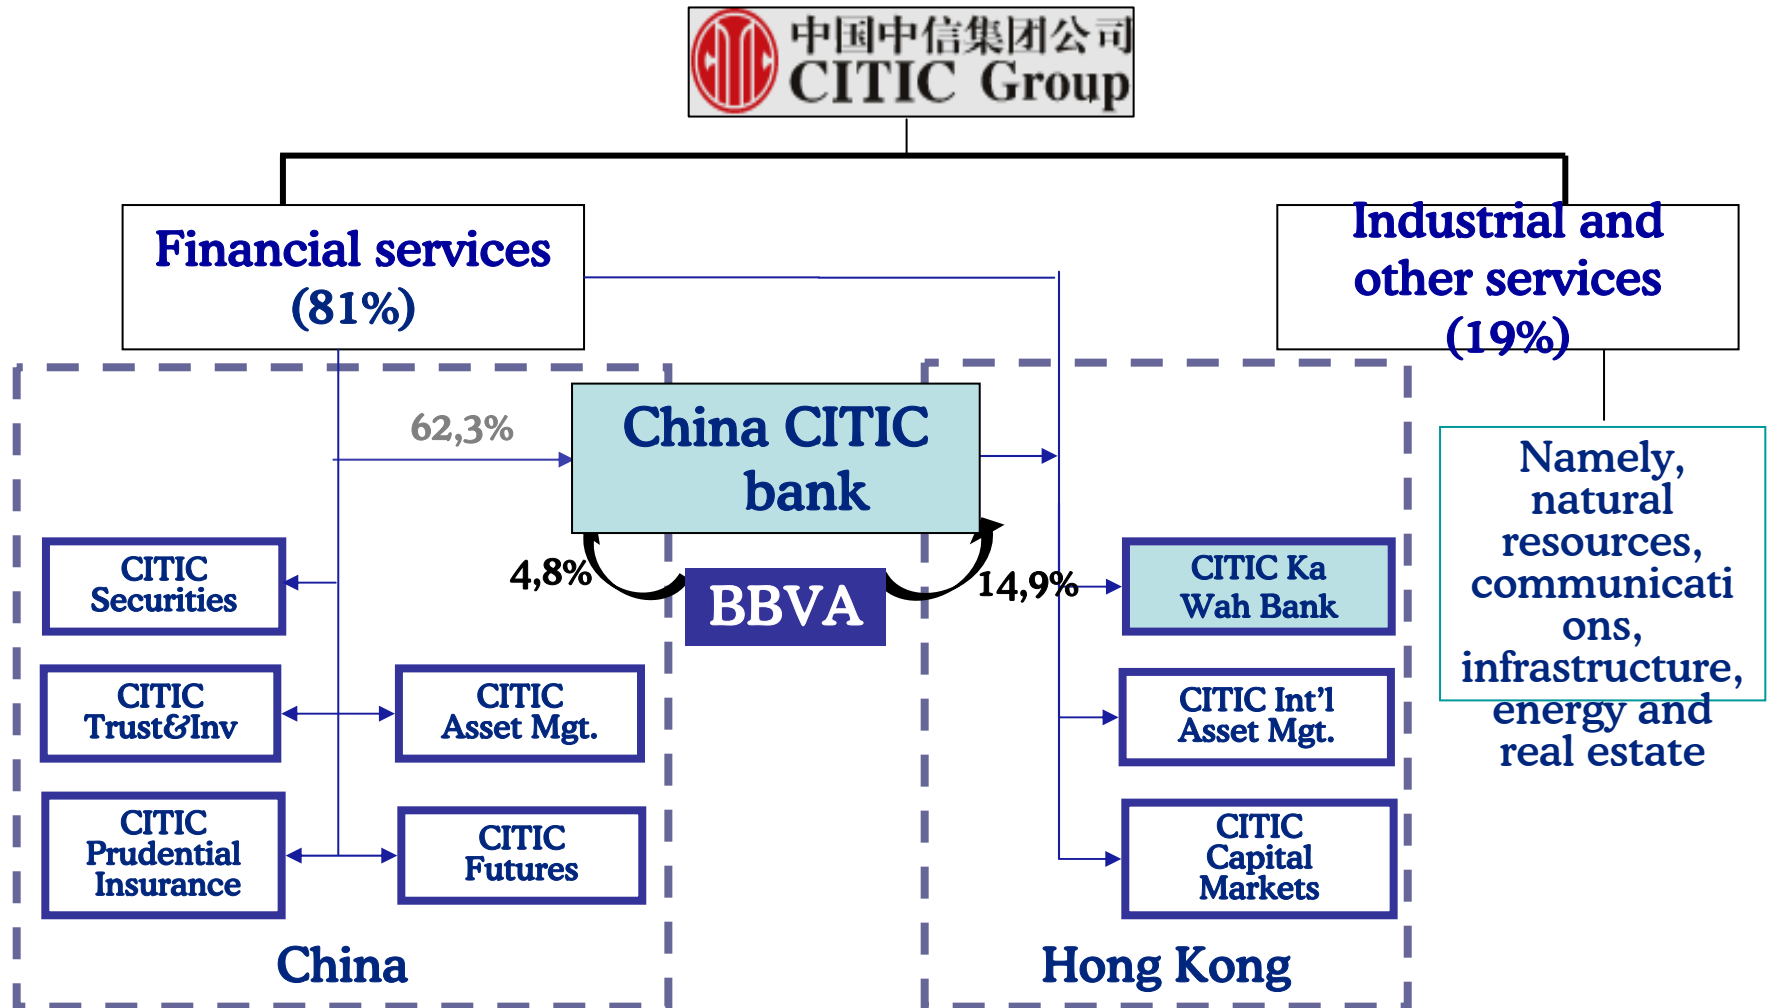 中国中信集团公司
CITIC Group
Financial services
(81%)
Industrial and
other services
(19%)
62,3%
China CITIC
bank
4,8%
BBVA
14,9%
CITIC
Securities
CITIC
Trust&Inv
CITIC
Asset Mgt.
CITIC
Prudential
Insurance
CITIC
Futures
China
CITIC Ka
Wah Bank
CITIC Int’l
Asset Mgt.
CITIC
Capital
Markets
Hong Kong
Namely,
natural
resources,
communicati
ons,
infrastructure,
energy and
real estate